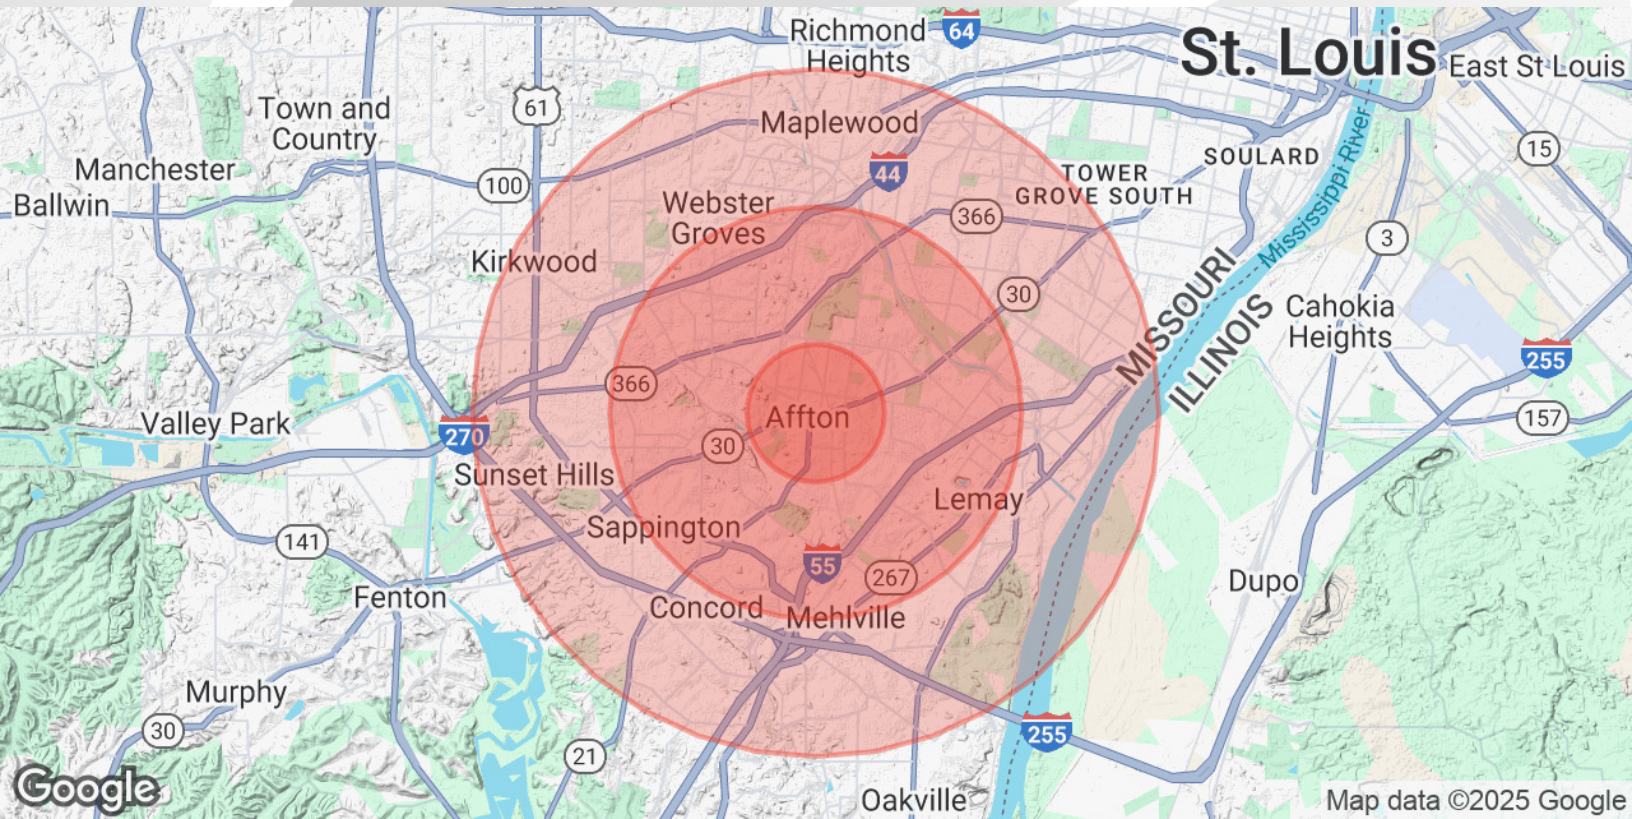 Richmond
Heights
64
St. Louis
East St Louis
61
Town and
Country
Maplewood
Manchester
100
44
TOWER
GROVE SOUTH
SOULARD
15
Mississippi River
Ballwin
Webster
Groves
366
3
Kirkwood
Mississippi River
30
MISSOURI
ILLINOIS
Cahokia
Heights
255
366
Affton
157
Valley Park
270
30
Sunset Hills
Lemay
Sappington
141
55
267
Fenton
Concord
Mehlville
Dupo
Murphy
30
21
255
Google
Oakville
Map data ©2025 Google